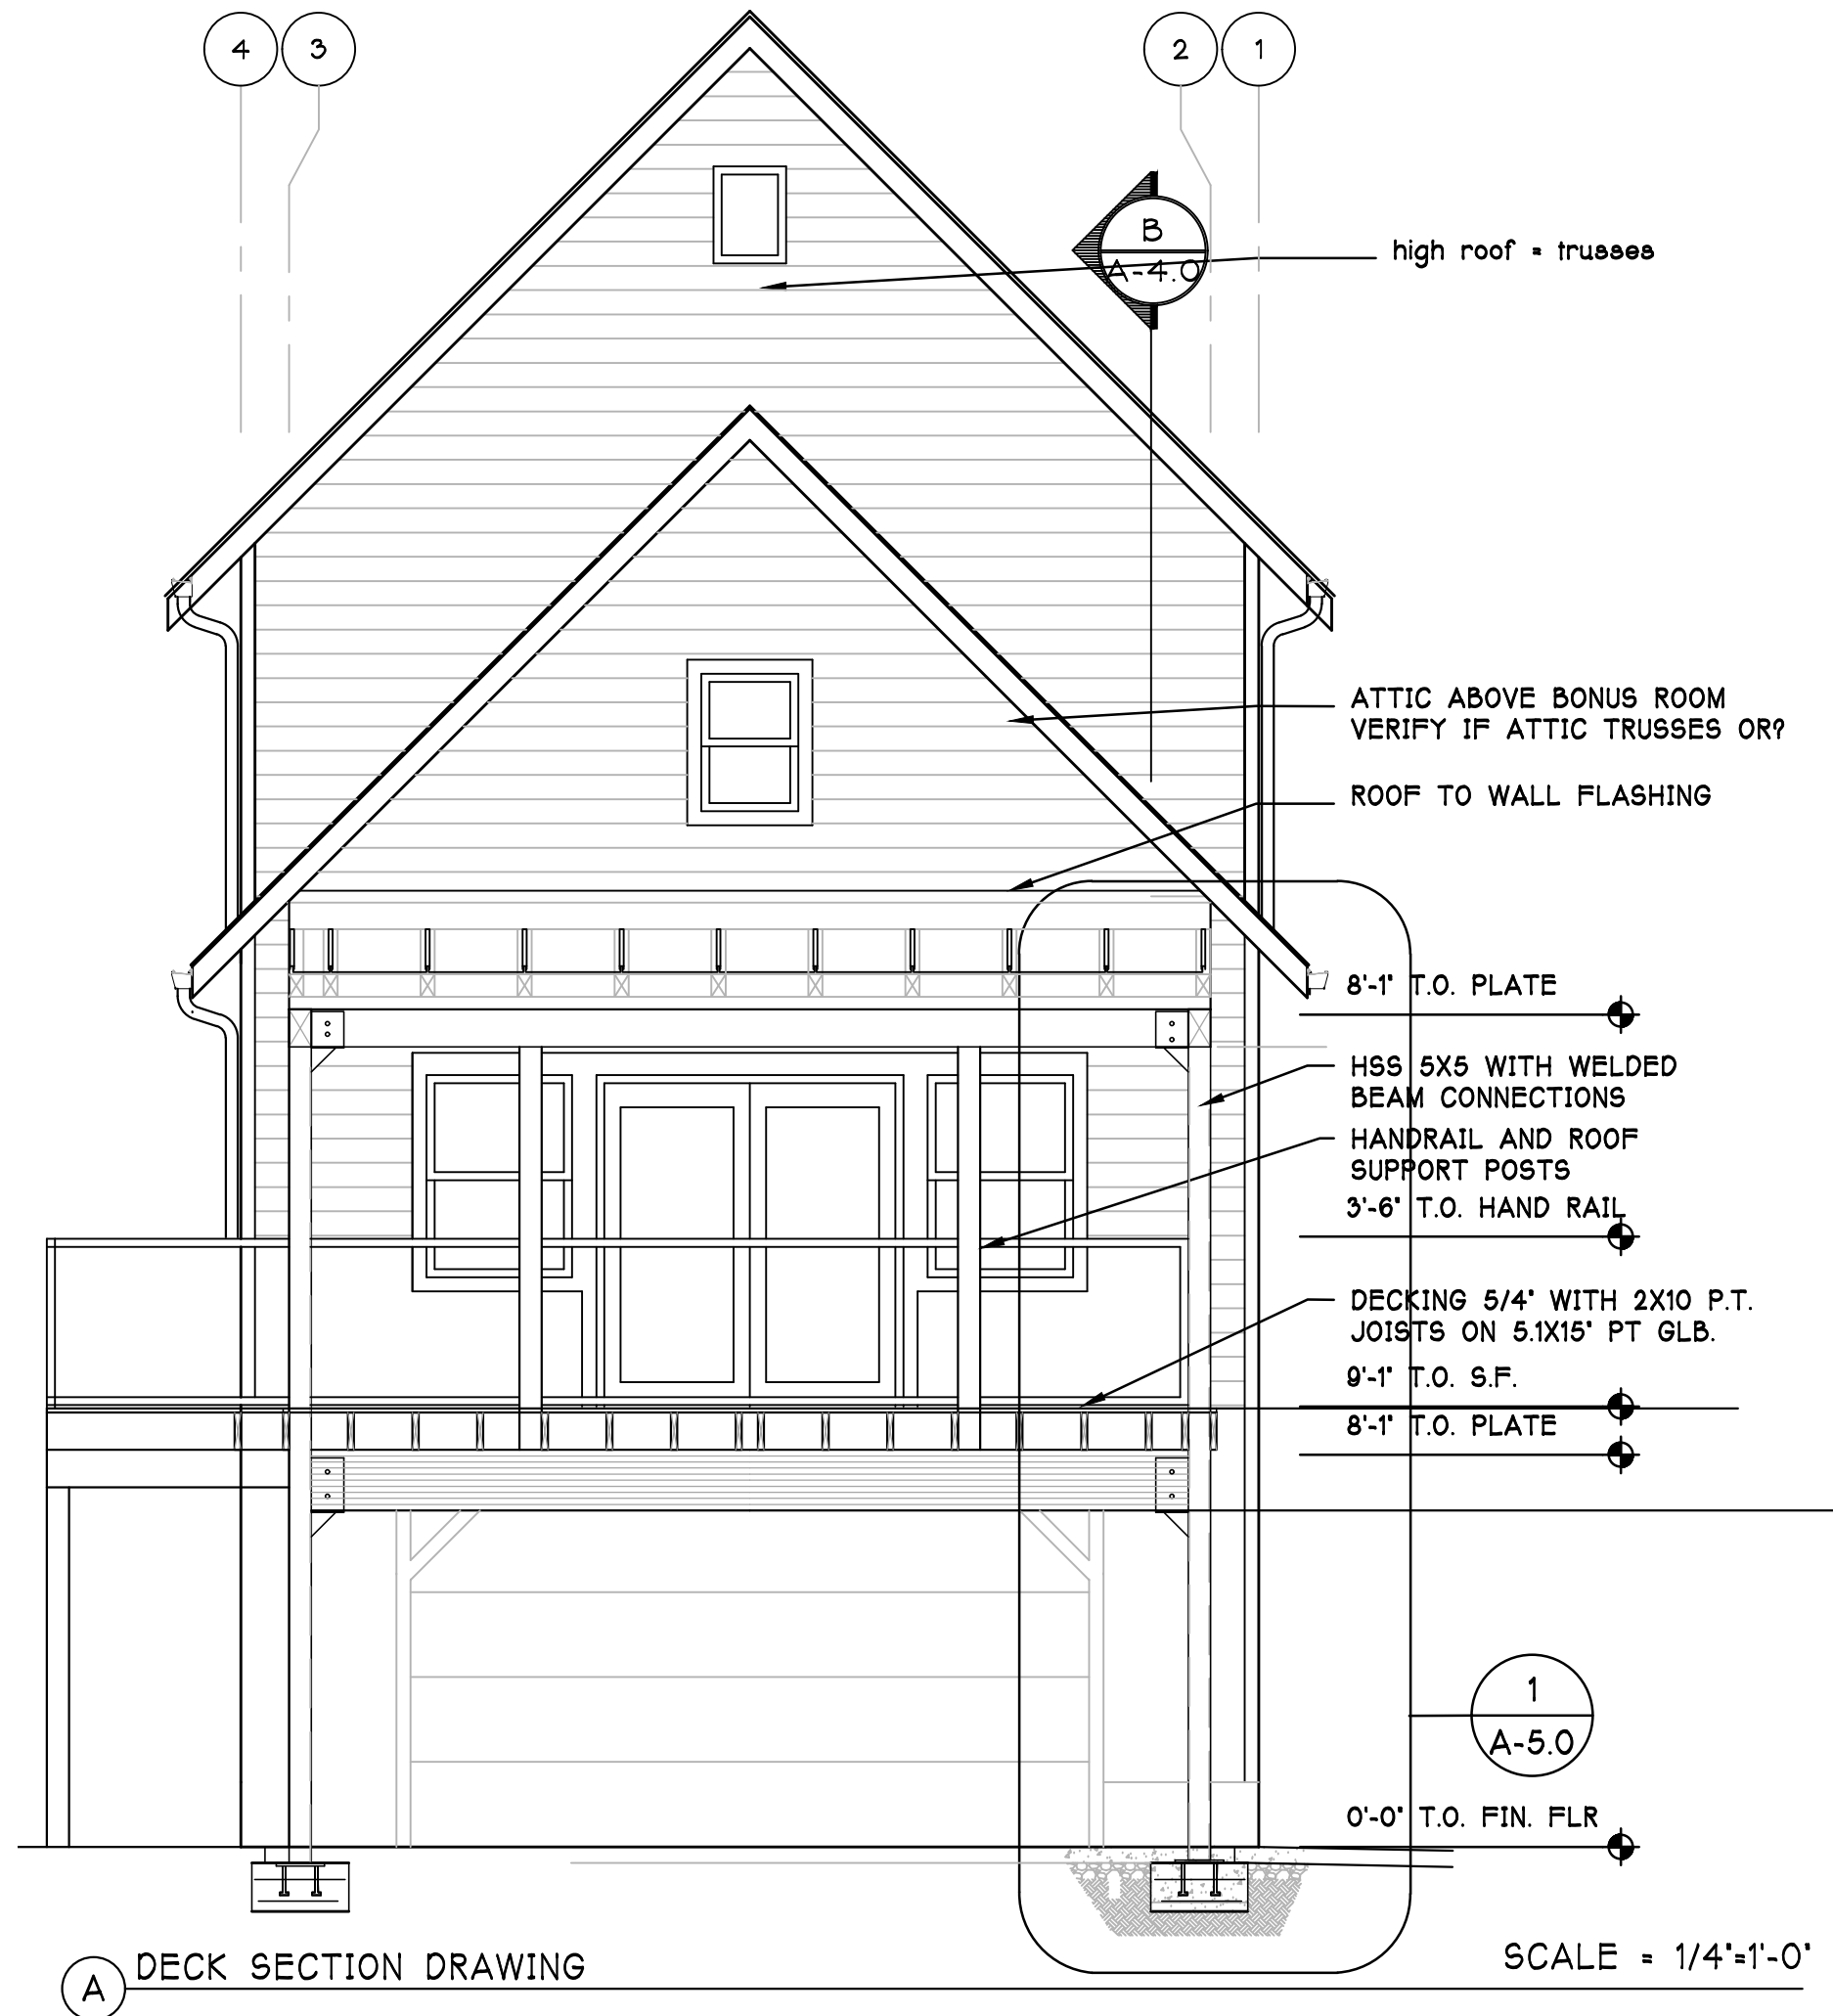 4
3
2
1
B
A-4.0
high roof = trusses
ATTIC ABOVE BONUS ROOM
VERIFY IF ATTIC TRUSSES OR?
ROOF TO WALL FLASHING
8'-1" T.O. PLATE
HSS 5X5 WITH WELDED
BEAM CONNECTIONS
HANDRAIL AND ROOF
SUPPORT POSTS
3'-6" T.O. HAND RAIL
DECKING 5/4" WITH 2X10 P.T.
JOISTS ON 5.1X15" PT GLB.
9'-1" T.O. S.F.
8'-1" T.O. PLATE
1
A-5.0
0'-0" T.O. FIN. FLR
A
DECK SECTION DRAWING
SCALE = 1/4"=1'-0"